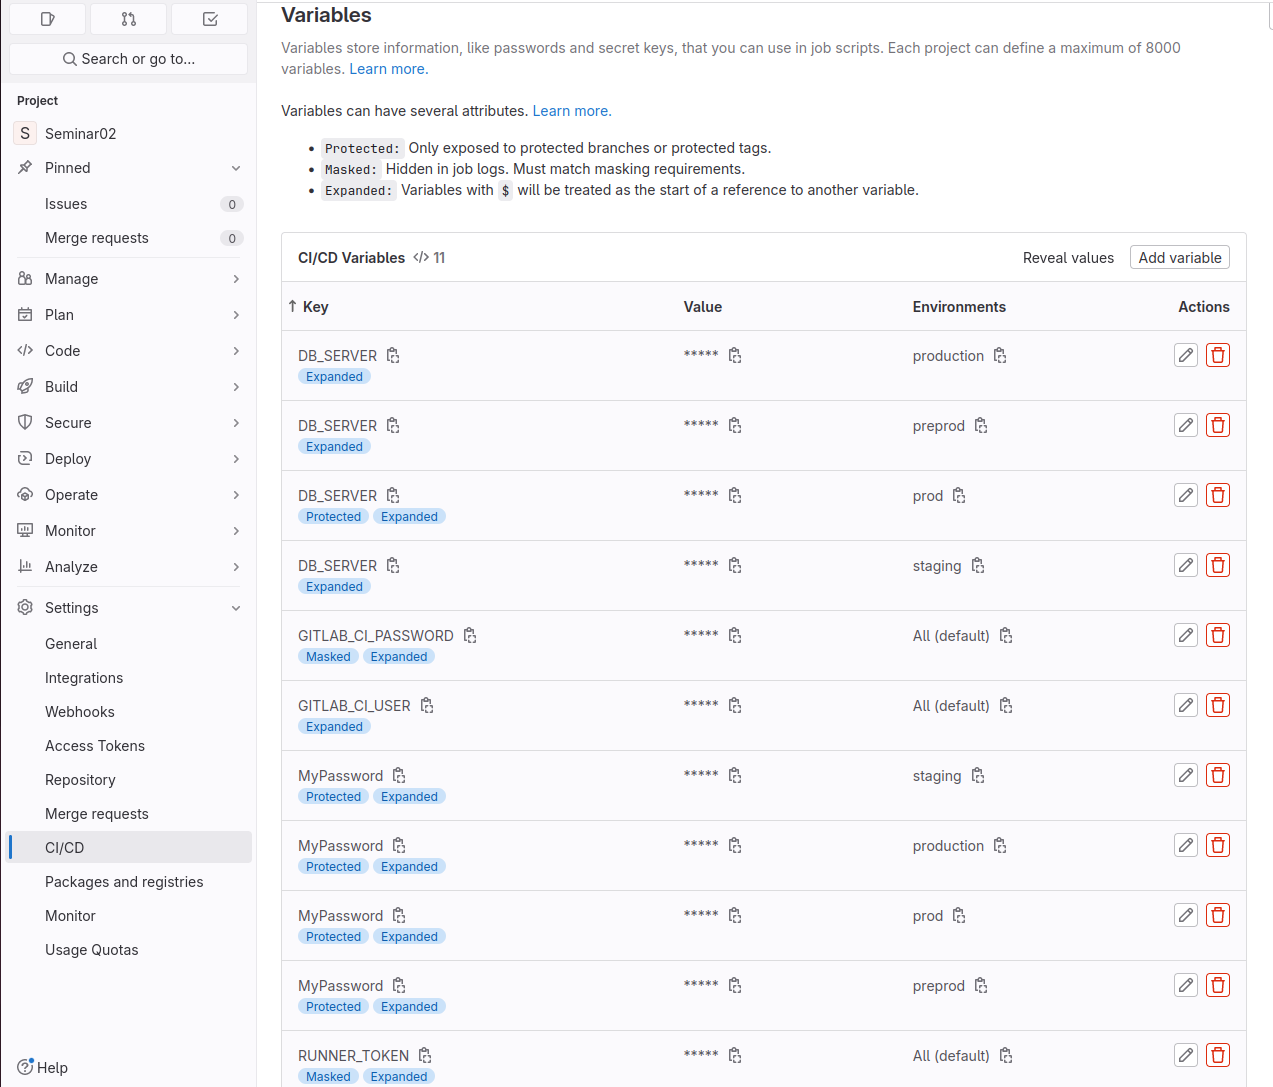 Search or go to...
Project
S Seminar02
Pinned
Issues 0
Merge requests 0
Manage
Plan
Code
Build
Secure
Deploy
Operate
Monitor
Analyze
Settings
General
Integrations
Webhooks
Access Tokens
Repository
Merge requests
CI/CD
Packages and registries
Monitor
Usage Quotas
Help
Variables
Variables store information, like passwords and secret keys, that you can use in job scripts. Each project can define a maximum of 8000
variables. Learn more.
Variables can have several attributes. Learn more.
• Protected: Only exposed to protected branches or protected tags.
• Masked: Hidden in job logs. Must match masking requirements.
• Expanded: Variables with $ will be treated as the start of a reference to another variable.
CI/CD Variables </> 11 Reveal values Add variable
↑ Key Value Environments Actions
DB_SERVER ***** production
Expanded
DB_SERVER ***** preprod
Expanded
DB_SERVER ***** prod
Protected Expanded
DB_SERVER ***** staging
Expanded
GITLAB_CI_PASSWORD ***** All (default)
Masked Expanded
GITLAB_CI_USER ***** All (default)
Expanded
MyPassword ***** staging
Protected Expanded
MyPassword ***** production
Protected Expanded
MyPassword ***** prod
Protected Expanded
MyPassword ***** preprod
Protected Expanded
RUNNER_TOKEN ***** All (default)
Masked Expanded